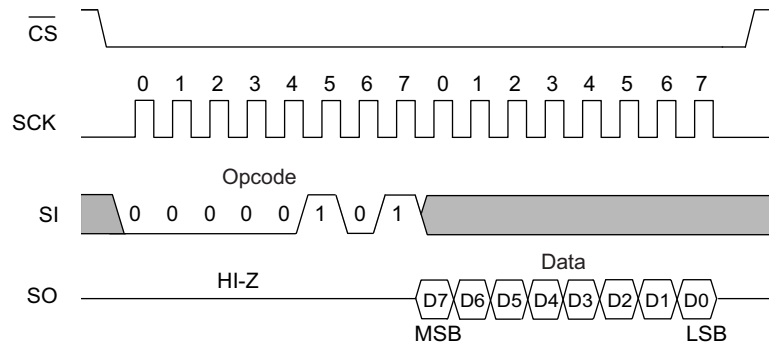 CS
0 1 2 3 4 5 6 7 0 1 2 3 4 5 6 7
SCK
Opcode
SI 0 0 0 0 0 1 0 1
Data
HI-Z
SO D7 D6 D5 D4 D3 D2 D1 D0
MSB LSB